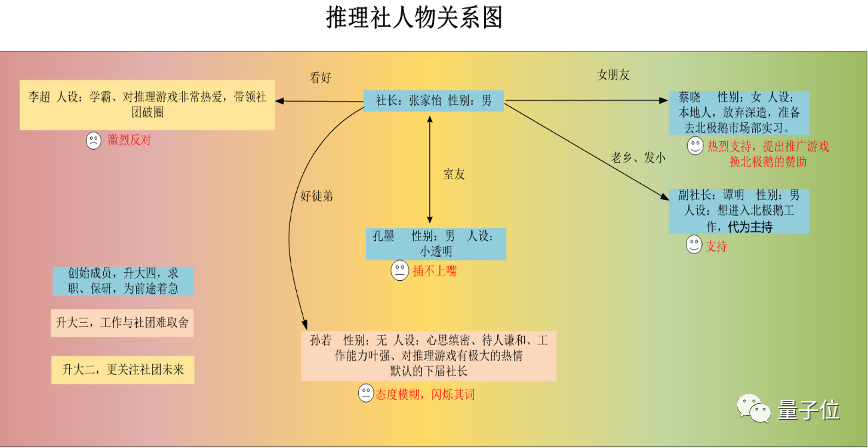 推理社人物关系图
看好
女朋友
李超 人设：学霸、对推理游戏非常热爱，带领社
团破圈
激烈反对
社长：张家怡 性别：男
蔡晓 性别：女 人设：
本地人，放弃深造，准备
去北极鹅市场部实习。
热烈支持，提出推广游戏
换北极鹅的赞助
老乡、发小
室友
好徒弟
副社长：谭明 性别：男
人设：想进入北极鹅工
作，代为主持
支持
孔墨 性别：男 人设：
小透明
插不上嘴
创始成员，升大四，求
职、保研，为前途着急
升大三，工作与社团难取舍
升大二，更关注社团未来
孙若 性别：无 人设：心思缜密、待人谦和、工
作能力叶强、对推理游戏有极大的热情
默认的下届社长
态度模糊，闪烁其词
量子位